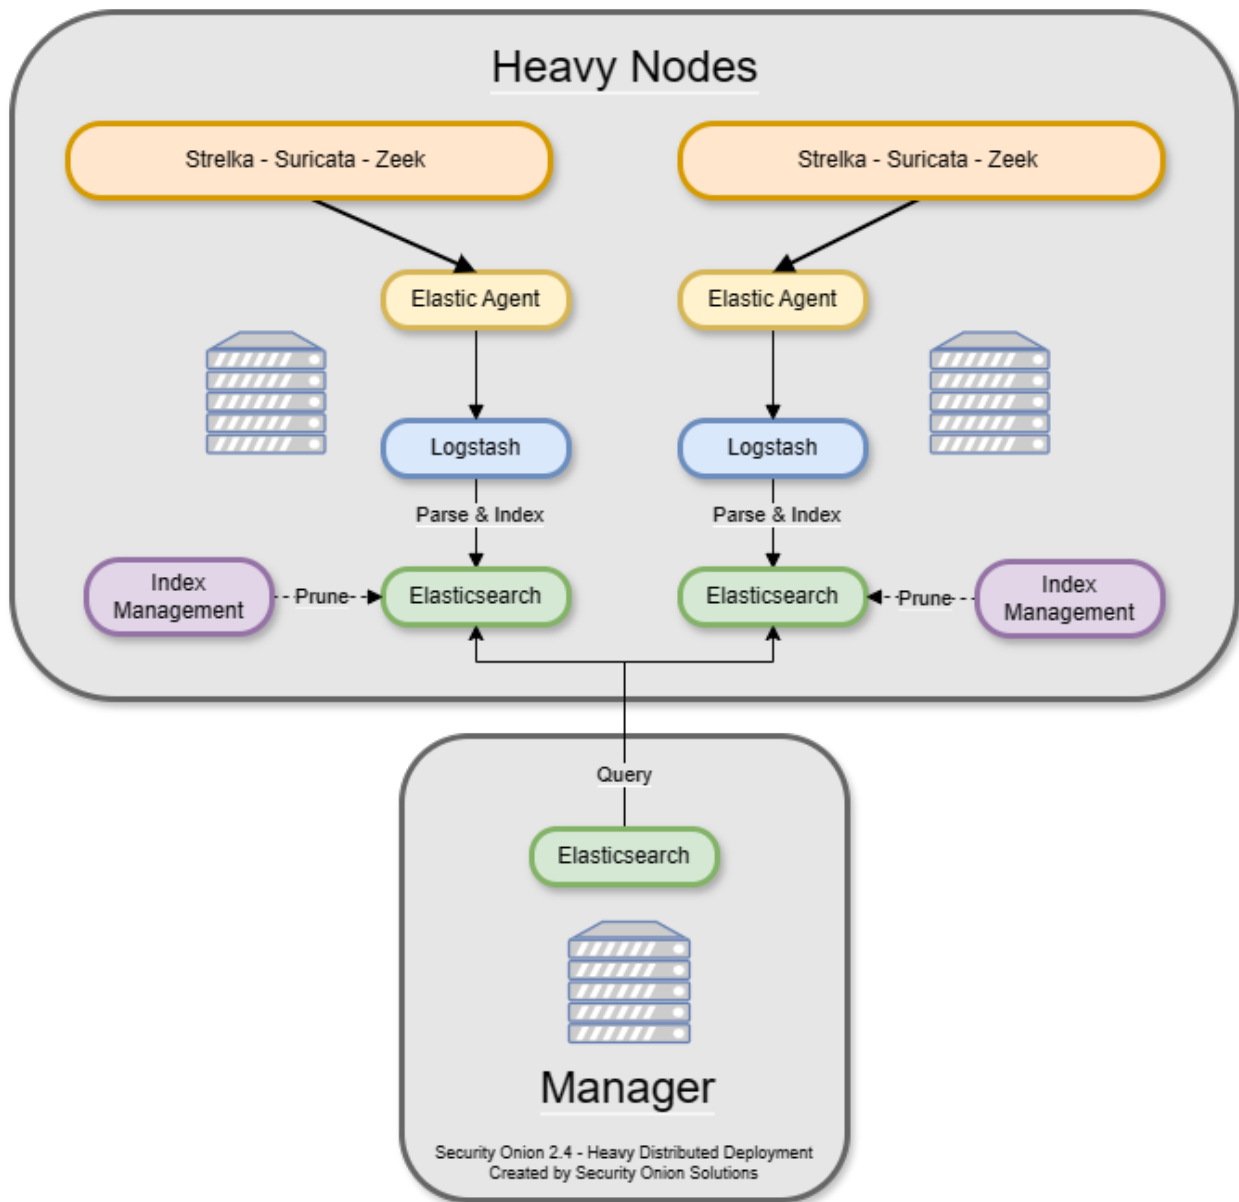 Heavy Nodes
Strelka - Suricata - Zeek
Strelka - Suricata - Zeek
Elastic Agent
Elastic Agent
Logstash
Logstash
Parse & Index
Parse & Index
Index
Management
Prune
Elasticsearch
Elasticsearch
Prune
Index
Management
Query
Elasticsearch
Manager
Security Onion 2.4 - Heavy Distributed Deployment
Created by Security Onion Solutions